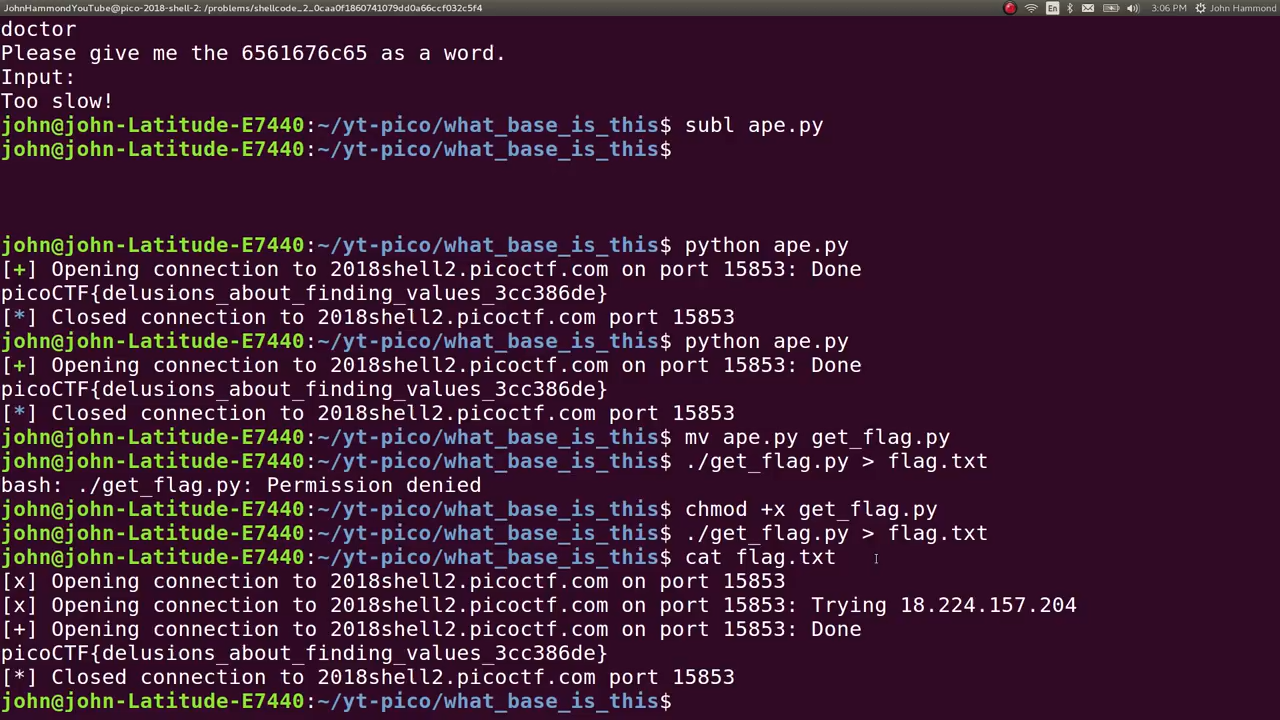 JohnHammondYouTube@pico-2018-shell-2: /problems/shellcode_2_0caa0f1860741079dd0a66ccf032c5f4 En 3:06 PM John Hammond
doctor
Please give me the 6561676c65 as a word.
Input:
Too slow!
john@john-Latitude-E7440:~/yt-pico/what_base_is_this$ subl ape.py
john@john-Latitude-E7440:~/yt-pico/what_base_is_this$
john@john-Latitude-E7440:~/yt-pico/what_base_is_this$ python ape.py
[+] Opening connection to 2018shell2.picoctf.com on port 15853: Done
picoCTF{delusions_about_finding_values_3cc386de}
[*] Closed connection to 2018shell2.picoctf.com port 15853
john@john-Latitude-E7440:~/yt-pico/what_base_is_this$ python ape.py
[+] Opening connection to 2018shell2.picoctf.com on port 15853: Done
picoCTF{delusions_about_finding_values_3cc386de}
[*] Closed connection to 2018shell2.picoctf.com port 15853
john@john-Latitude-E7440:~/yt-pico/what_base_is_this$ mv ape.py get_flag.py
john@john-Latitude-E7440:~/yt-pico/what_base_is_this$ ./get_flag.py > flag.txt
bash: ./get_flag.py: Permission denied
john@john-Latitude-E7440:~/yt-pico/what_base_is_this$ chmod +x get_flag.py
john@john-Latitude-E7440:~/yt-pico/what_base_is_this$ ./get_flag.py > flag.txt
john@john-Latitude-E7440:~/yt-pico/what_base_is_this$ cat flag.txt
[x] Opening connection to 2018shell2.picoctf.com on port 15853
[x] Opening connection to 2018shell2.picoctf.com on port 15853: Trying 18.224.157.204
[+] Opening connection to 2018shell2.picoctf.com on port 15853: Done
picoCTF{delusions_about_finding_values_3cc386de}
[*] Closed connection to 2018shell2.picoctf.com port 15853
john@john-Latitude-E7440:~/yt-pico/what_base_is_this$